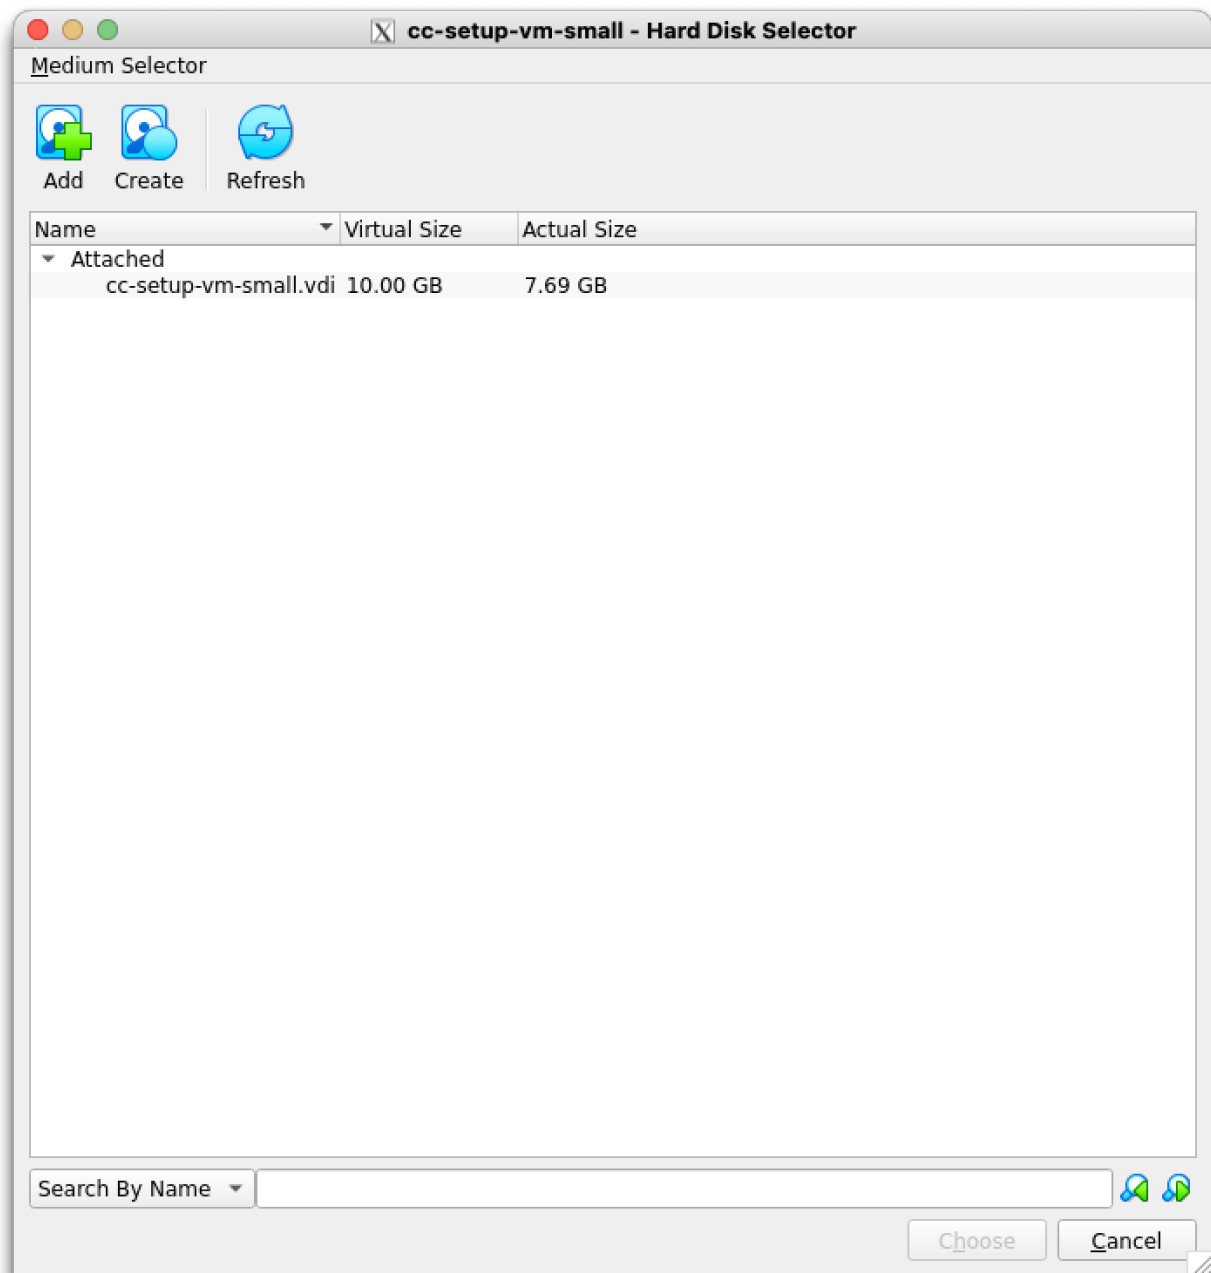 cc-setup-vm-small - Hard Disk Selector
Medium Selector
Add Create Refresh
Name Virtual Size Actual Size
Attached
cc-setup-vm-small.vdi 10.00 GB 7.69 GB
Search By Name
Choose Cancel